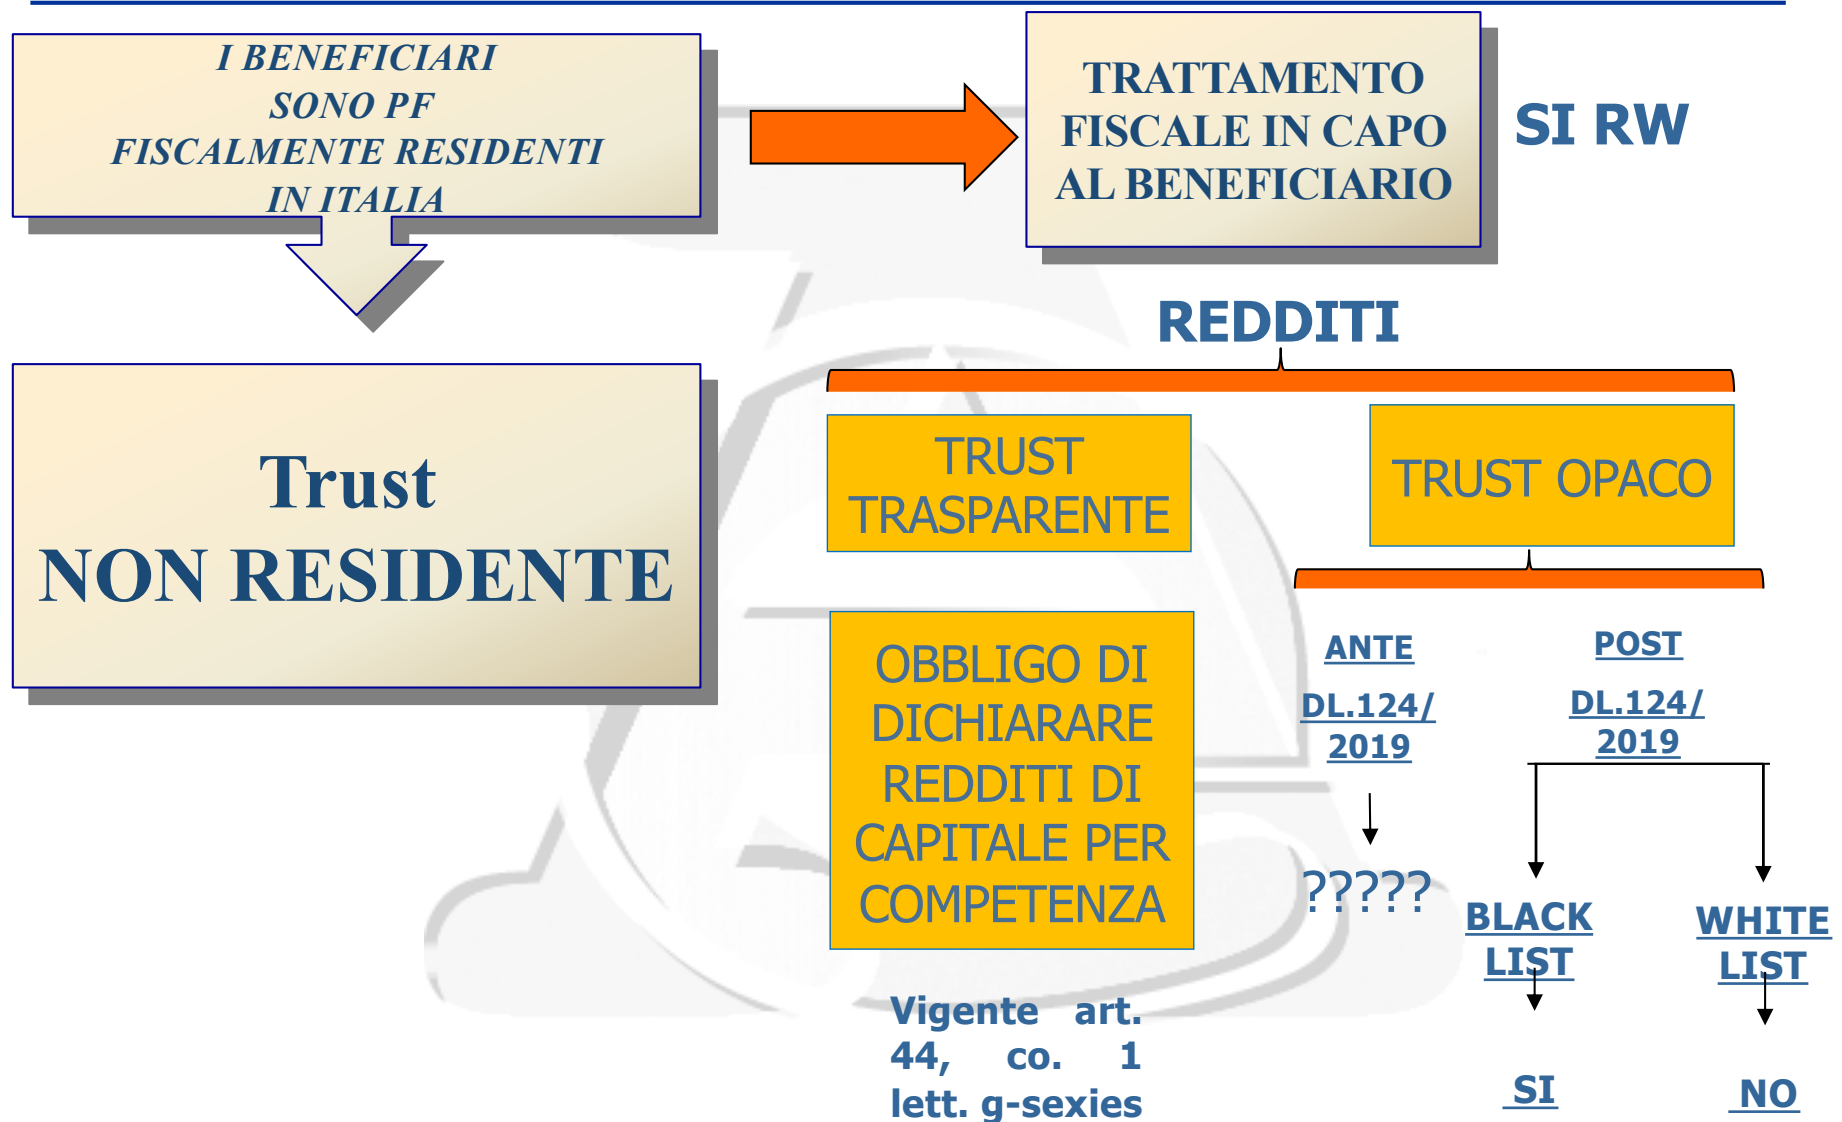 I BENEFICIARI
SONO PF
FISCALMENTE RESIDENTI
IN ITALIA
TRATTAMENTO
FISCALE IN CAPO
AL BENEFICIARIO
SI RW
Trust
NON RESIDENTE
REDDITI
TRUST
TRASPARENTE
TRUST OPACO
OBBLIGO DI
DICHIARARE
REDDITI DI
CAPITALE PER
COMPETENZA
Vigente art.
44, co. 1
lett. g-sexies
ANTE
DL.124/
2019
?????
POST
DL.124/
2019
BLACK
LIST
SI
WHITE
LIST
NO